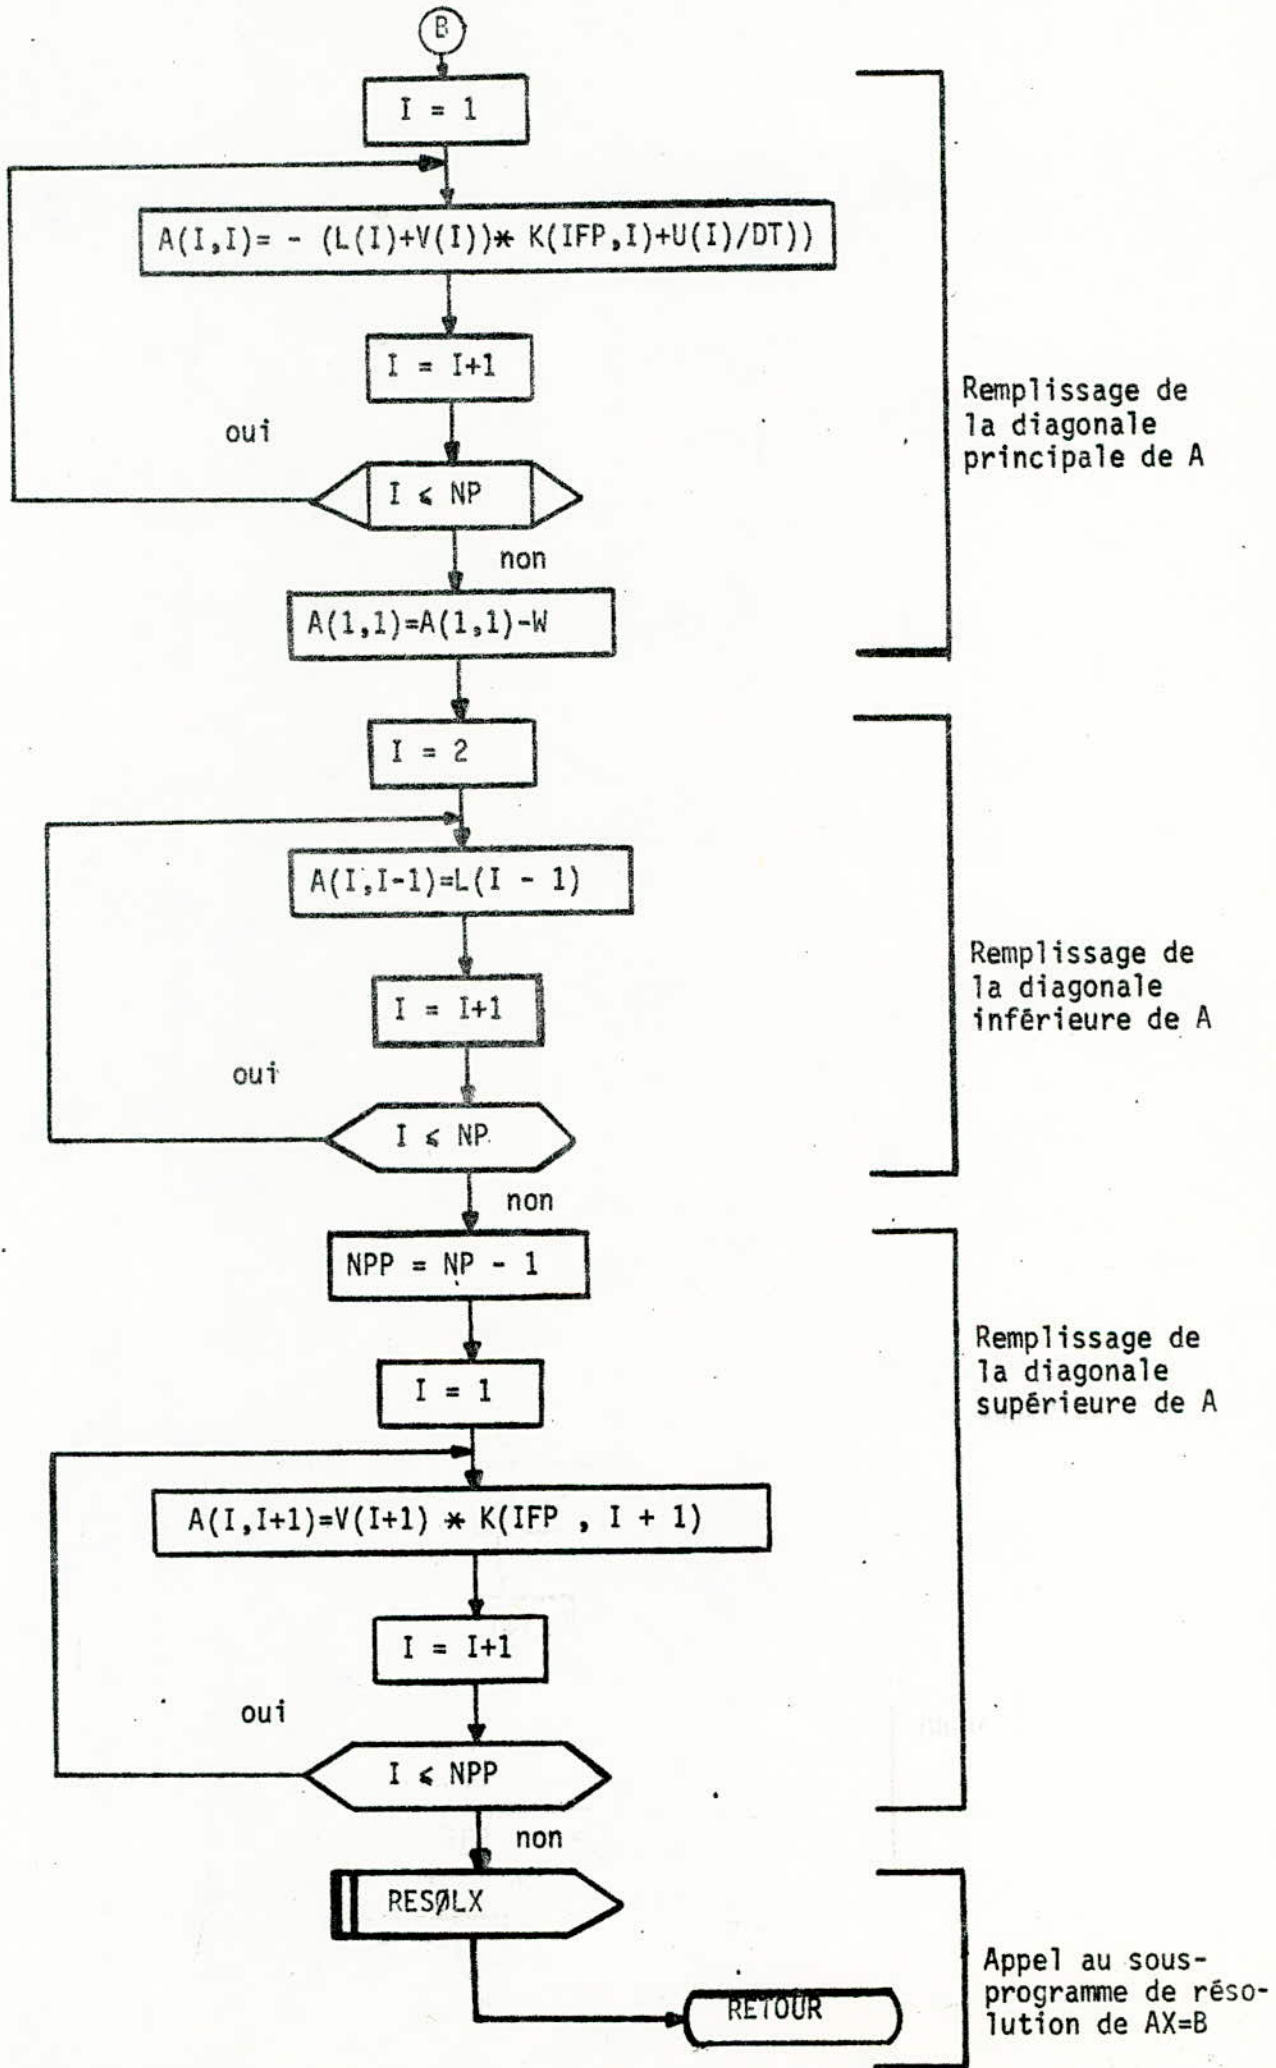 B
I = 1
A(I,I)= - (L(I)+V(I))* K(IFP,I)+U(I)/DT))
I = I+1
oui
I ⩽ NP
non
A(1,1)=A(1,1)-W
Remplissage de
la diagonale
principale de A
I = 2
A(I,I-1)=L(I - 1)
I = I+1
oui
I ⩽ NP
non
Remplissage de
la diagonale
inférieure de A
NPP = NP - 1
I = 1
A(I,I+1)=V(I+1) * K(IFP , I + 1)
I = I+1
oui
I ⩽ NPP
non
Remplissage de
la diagonale
supérieure de A
RESØLX
RETOUR
Appel au sous-
programme de réso-
lution de AX=B